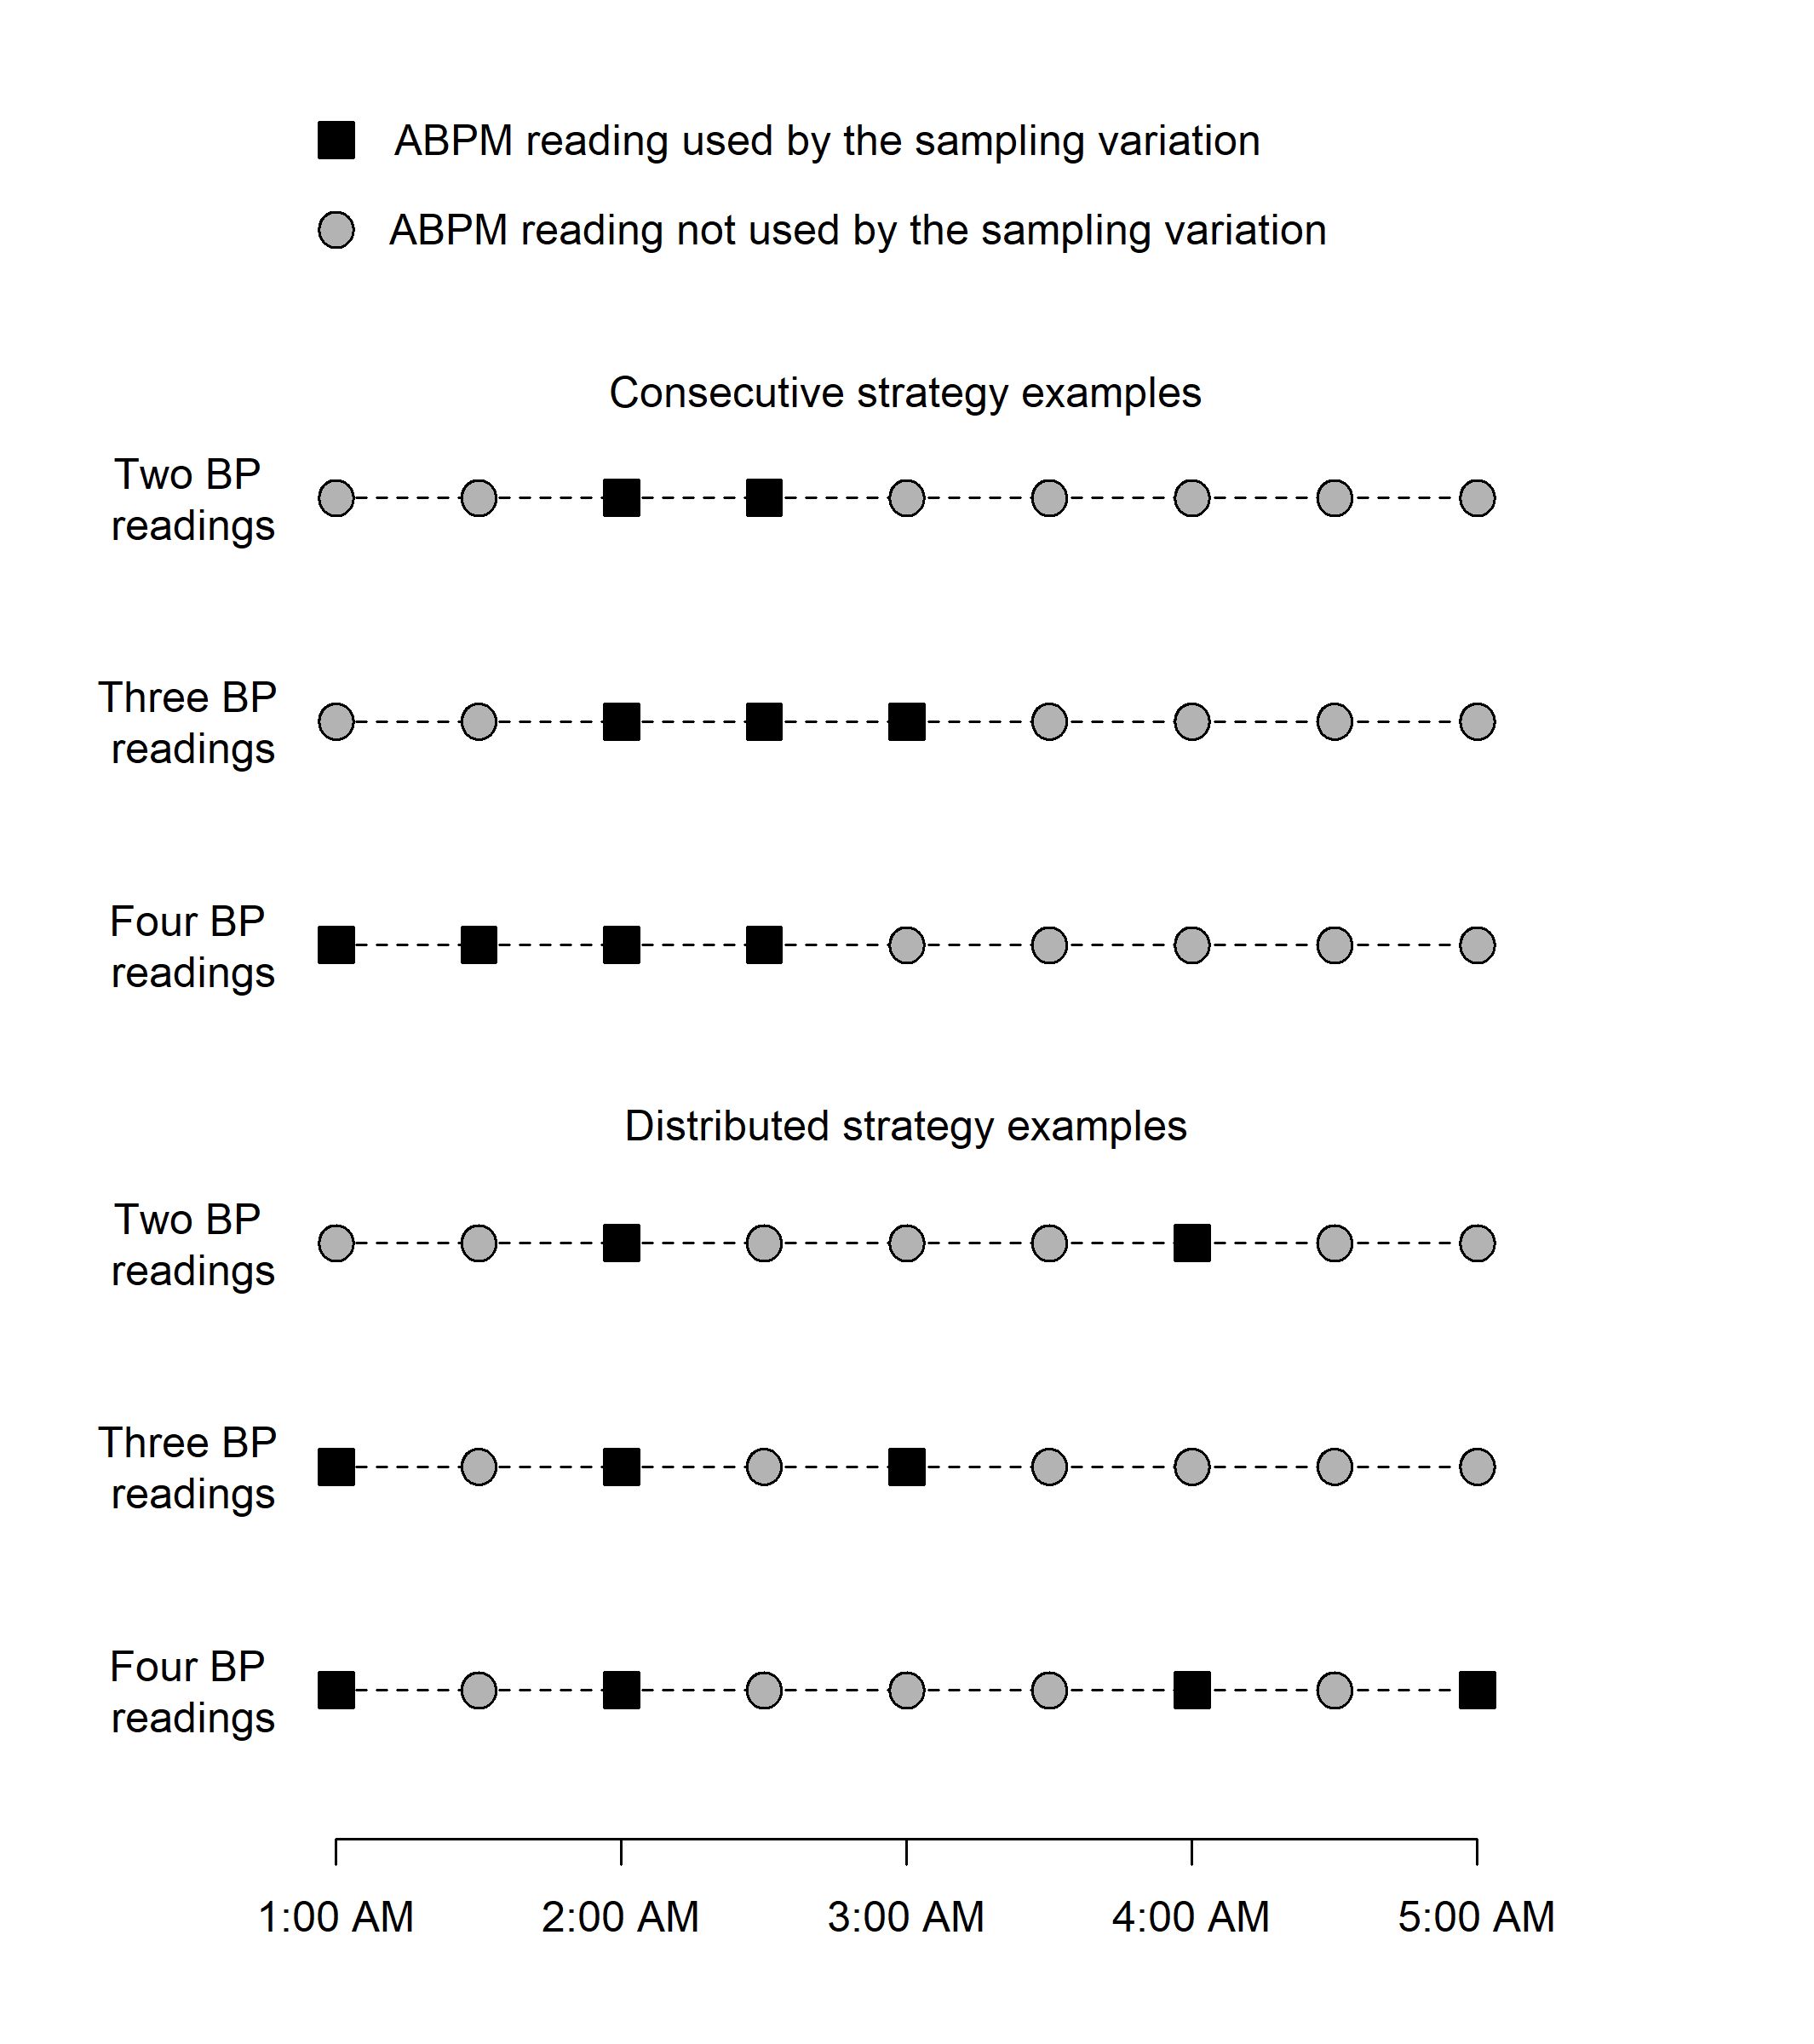 ABPM reading used by the sampling variation
ABPM reading not used by the sampling variation
Consecutive strategy examples
Two BP
readings
Three BP
readings
Four BP
readings
Distributed strategy examples
Two BP
readings
Three BP
readings
Four BP
readings
1:00 AM 2:00 AM 3:00 AM 4:00 AM 5:00 AM